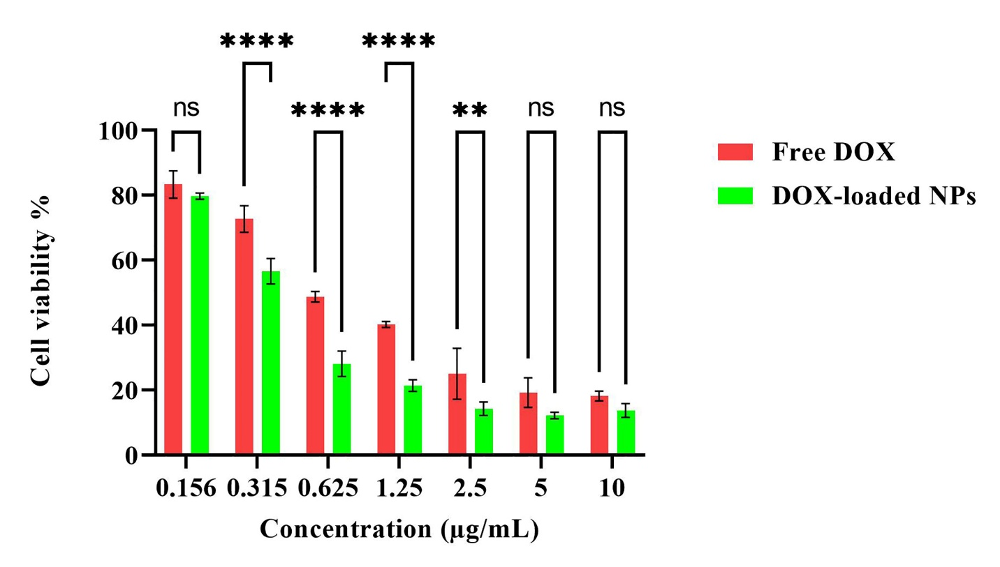 **** ****
ns **** ** ns ns
100
80
60
40
20
0
Cell viability %
0.156 0.315 0.625 1.25 2.5 5 10
Concentration (µg/mL)
Free DOX
DOX-loaded NPs